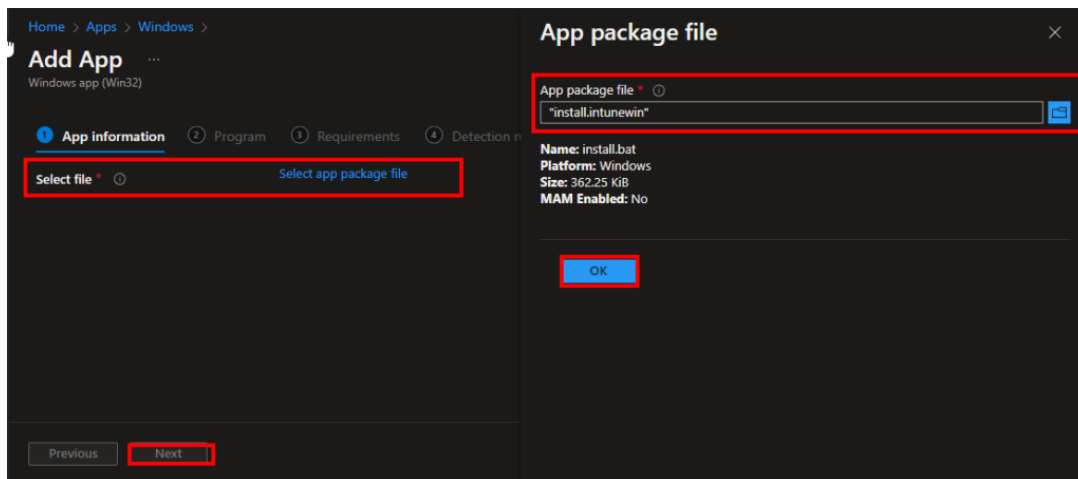 Home > Apps > Windows >
Add App ...
Windows app (Win32)
1 App information 2 Program 3 Requirements 4 Detection
Select file * Select app package file
Previous Next
App package file
App package file *
"install.intunewin"
Name: install.bat
Platform: Windows
Size: 362.25 KiB
MAM Enabled: No
OK